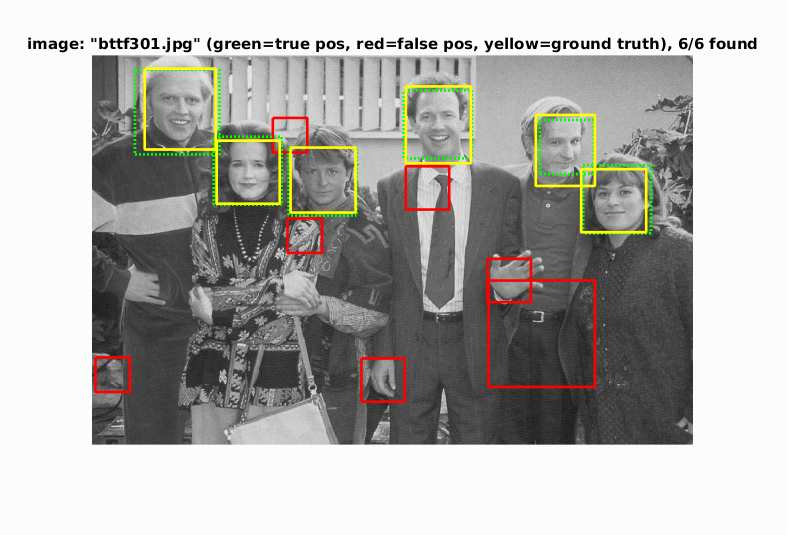 image: "bttf301.jpg" (green=true pos, red=false pos, yellow=ground truth), 6/6 found